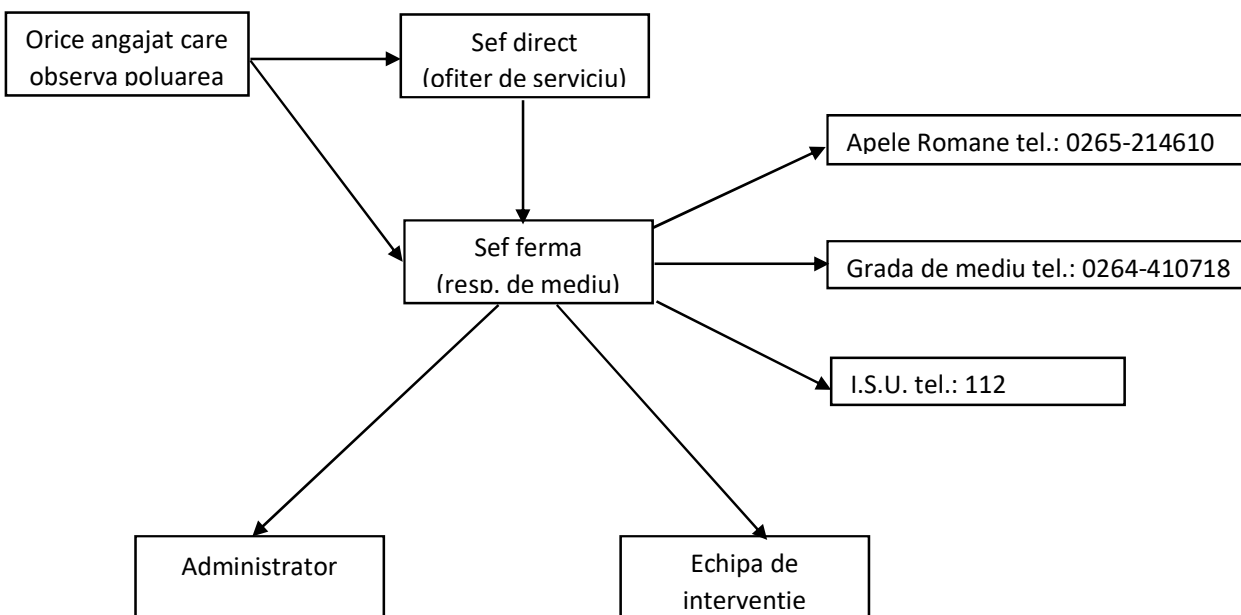 Orice angajat care
observa poluarea
Sef direct
(ofiter de serviciu)
Apele Romane tel.: 0265-214610
Sef ferma
(resp. de mediu)
Grada de mediu tel.: 0264-410718
I.S.U. tel.: 112
Administrator
Echipa de
interventie